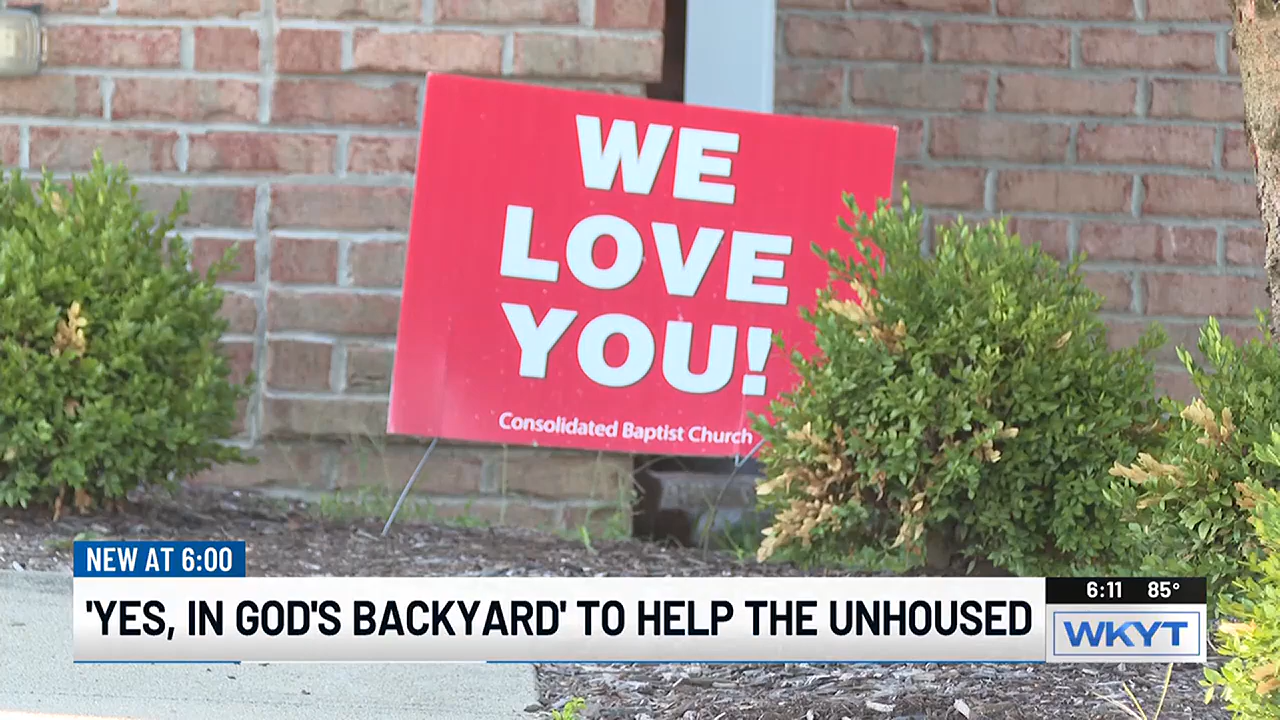 WE
LOVE
YOU!
Consolidated Baptist Church
NEW AT 6:00
'YES, IN GOD'S BACKYARD' TO HELP THE UNHOUSED
6:11 85°
WKYT